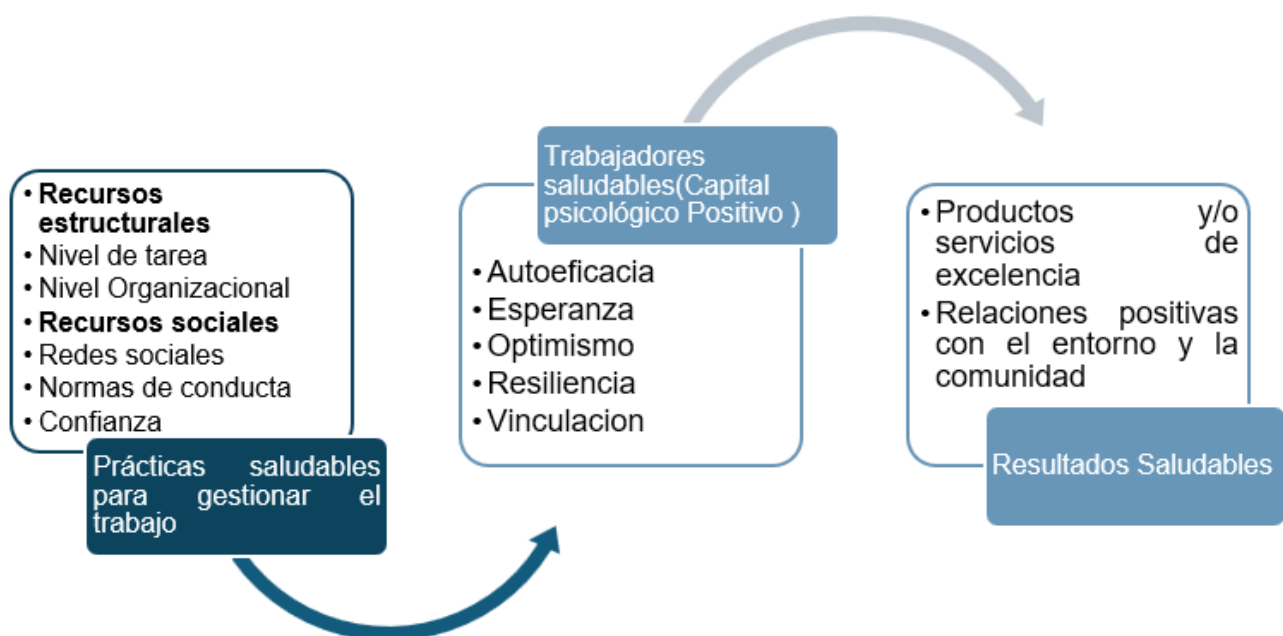 • Recursos
estructurales
• Nivel de tarea
• Nivel Organizacional
• Recursos sociales
• Redes sociales
• Normas de conducta
• Confianza
Prácticas saludables
para gestionar el
trabajo
Trabajadores
saludables(Capital
psicológico Positivo )
• Autoeficacia
• Esperanza
• Optimismo
• Resiliencia
• Vinculacion
• Productos y/o
servicios de
excelencia
• Relaciones positivas
con el entorno y la
comunidad
Resultados Saludables